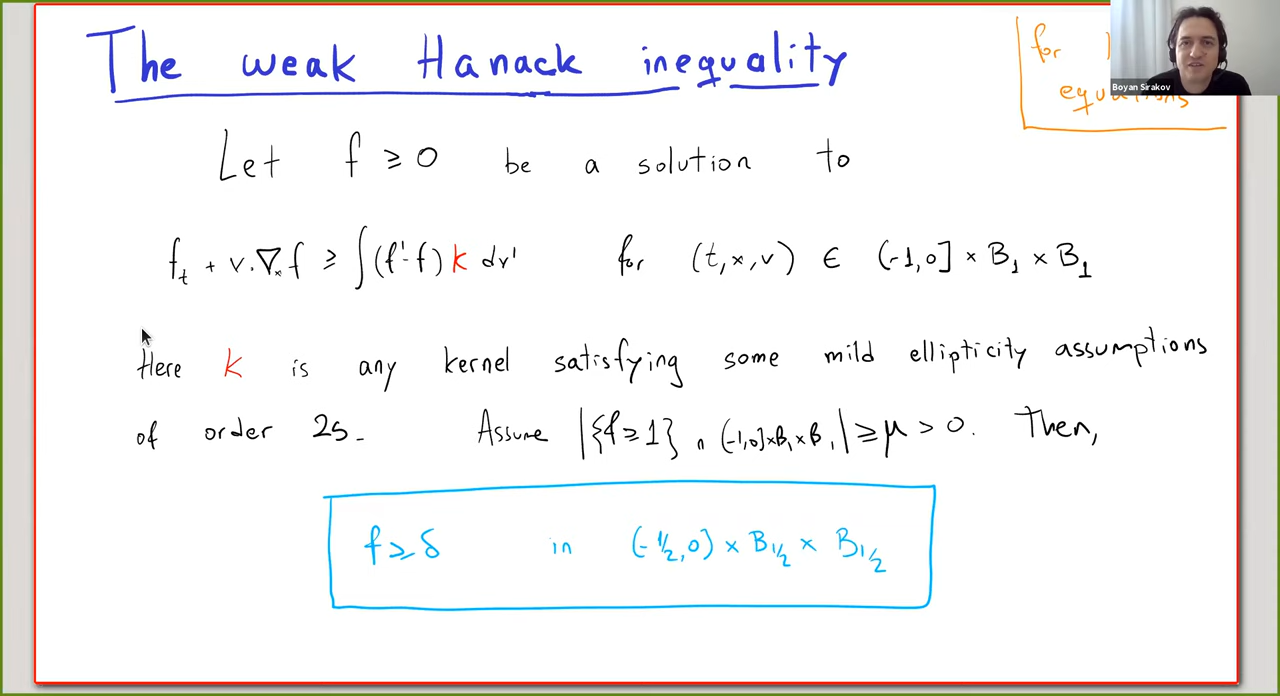 The weak Hanack inequality
for
equations
Boyan Sirakov
Let f ≥ 0 be a solution to
f_t + v.∇_x f ≥ ∫(f'-f) k dv' for (t,x,v) ∈ (-1,0] × B_1 × B_1
Here k is any kernel satisfying some mild ellipticity assumptions
of order 2s. Assume |{f≥1} ∩ (-1,0]×B_1×B_1| ≥ μ > 0. Then,
f ≥ δ in (-1/2,0) × B_1/2 × B_1/2